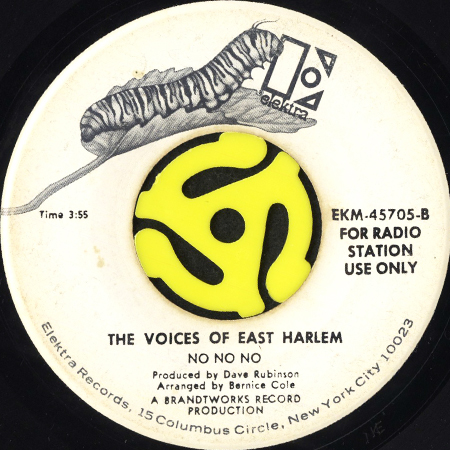 elektra
Time 3:55
EKM-45705-B
FOR RADIO
STATION
USE ONLY
THE VOICES OF EAST HARLEM
NO NO NO
Produced by Dave Rubinson
Arranged by Bernice Cole
A BRANDTWORKS RECORD
PRODUCTION
Elektra Records, 15 Columbus Circle, New York City 10023